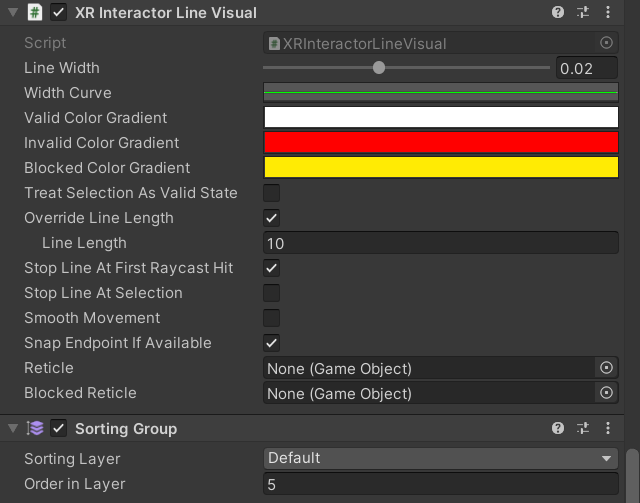 XR Interactor Line Visual
Script XRInteractorLineVisual
Line Width 0.02
Width Curve
Valid Color Gradient
Invalid Color Gradient
Blocked Color Gradient
Treat Selection As Valid State
Override Line Length
Line Length 10
Stop Line At First Raycast Hit
Stop Line At Selection
Smooth Movement
Snap Endpoint If Available
Reticle None (Game Object)
Blocked Reticle None (Game Object)
Sorting Group
Sorting Layer Default
Order in Layer 5